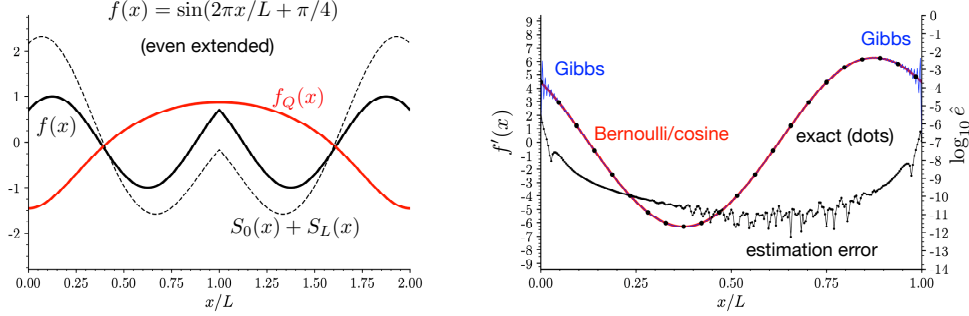 f(x) = sin(2πx/L + π/4)
(even extended)
f_Q(x)
f(x)
S_0(x) + S_L(x)
2
1
0
-1
-2
0.00 0.25 0.50 0.75 1.00 1.25 1.50 1.75 2.00
x/L
Gibbs
Gibbs
Bernoulli/cosine
exact (dots)
estimation error
f′(x)
9
8
7
6
5
4
3
2
1
0
-1
-2
-3
-4
-5
-6
-7
-8
-9
0
-1
-2
-3
-4
-5
-6
-7
-8
-9
-10
-11
-12
-13
14
log₁₀ ê
0.00 0.25 0.50 0.75 1.00
x/L